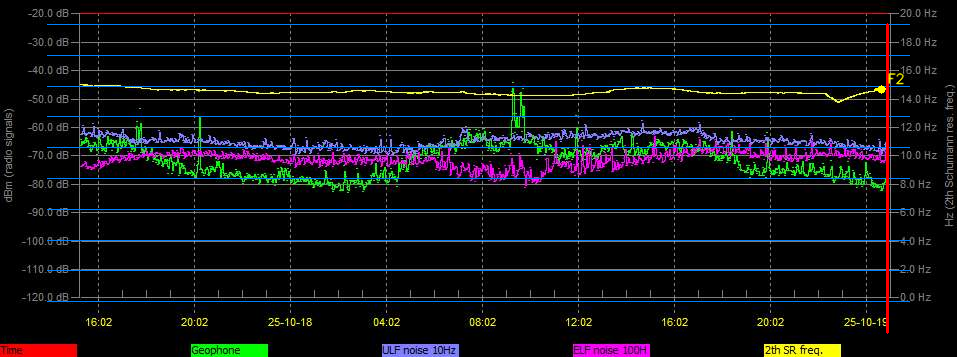 -20.0 dB 20.0 Hz
-30.0 dB 18.0 Hz
-40.0 dB 16.0 Hz
F2
-50.0 dB 14.0 Hz
-60.0 dB 12.0 Hz
-70.0 dB 10.0 Hz
-80.0 dB 8.0 Hz
-90.0 dB 6.0 Hz
-100.0 dB 4.0 Hz
-110.0 dB 2.0 Hz
-120.0 dB 0.0 Hz
dBm (radio signals)
Hz (2th Schumann res. freq.)
16:02 20:02 25-10-18 04:02 08:02 12:02 16:02 20:02 25-10-19
Time Geophone ULF noise 10Hz ELF noise 100H 2th SR freq.